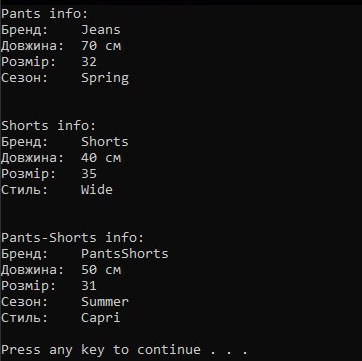 Pants info:
Бренд: Jeans
Довжина: 70 см
Розмір: 32
Сезон: Spring
Shorts info:
Бренд: Shorts
Довжина: 40 см
Розмір: 35
Стиль: Wide
Pants-Shorts info:
Бренд: PantsShorts
Довжина: 50 см
Розмір: 31
Сезон: Summer
Стиль: Capri
Press any key to continue . . .